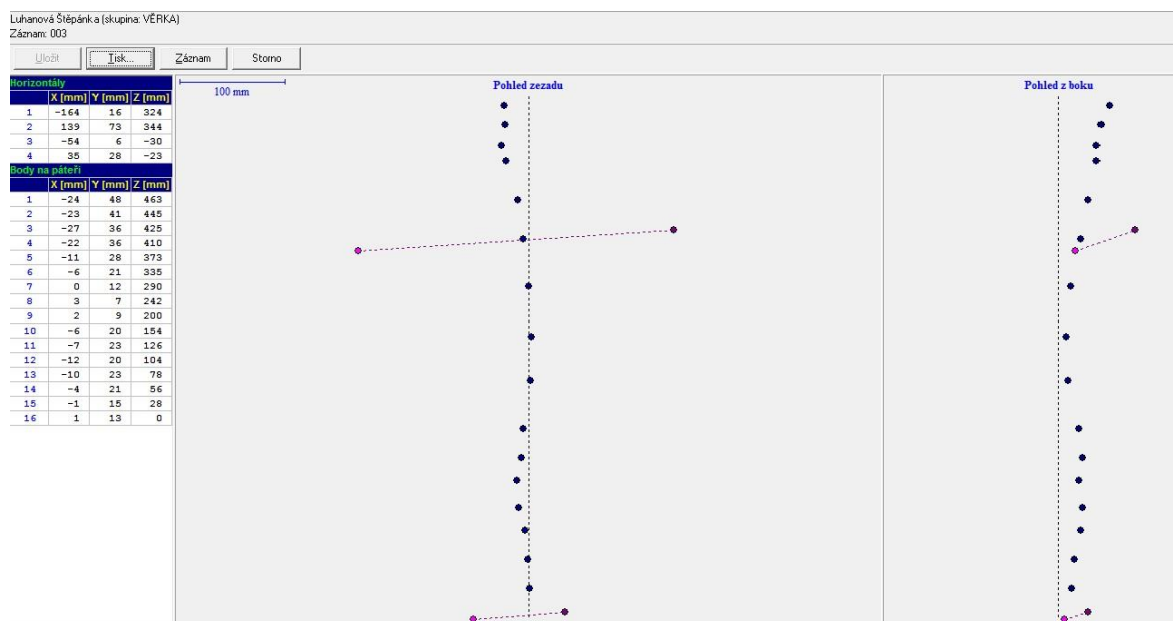 Luhanová Štěpánka (skupina: VĚRKA)
Záznam: 003
Uložit Tisk... Záznam Storno
Horizontály
X [mm] Y [mm] Z [mm]
1 -164 16 324
2 139 73 344
3 -54 6 -30
4 35 28 -23
Body na páteři
X [mm] Y [mm] Z [mm]
1 -24 48 463
2 -23 41 445
3 -27 36 425
4 -22 36 410
5 -11 28 373
6 -6 21 335
7 0 12 290
8 3 7 242
9 2 9 200
10 -6 20 154
11 -7 23 126
12 -12 20 104
13 -10 23 78
14 -4 21 56
15 -1 15 28
16 1 13 0
100 mm
Pohled zezadu
Pohled z boku